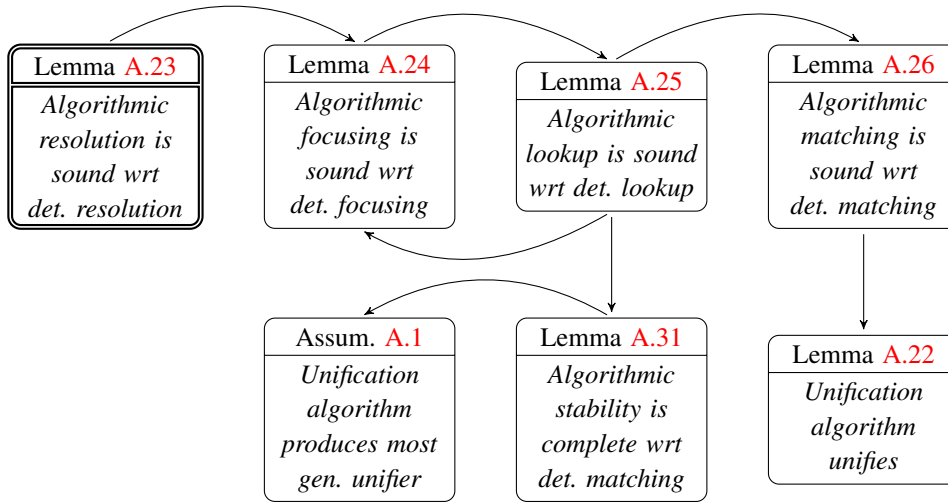 Lemma A.23
Algorithmic
resolution is
sound wrt
det. resolution
Lemma A.24
Algorithmic
focusing is
sound wrt
det. focusing
Lemma A.25
Algorithmic
lookup is sound
wrt det. lookup
Lemma A.26
Algorithmic
matching is
sound wrt
det. matching
Assum. A.1
Unification
algorithm
produces most
gen. unifier
Lemma A.31
Algorithmic
stability is
complete wrt
det. matching
Lemma A.22
Unification
algorithm
unifies